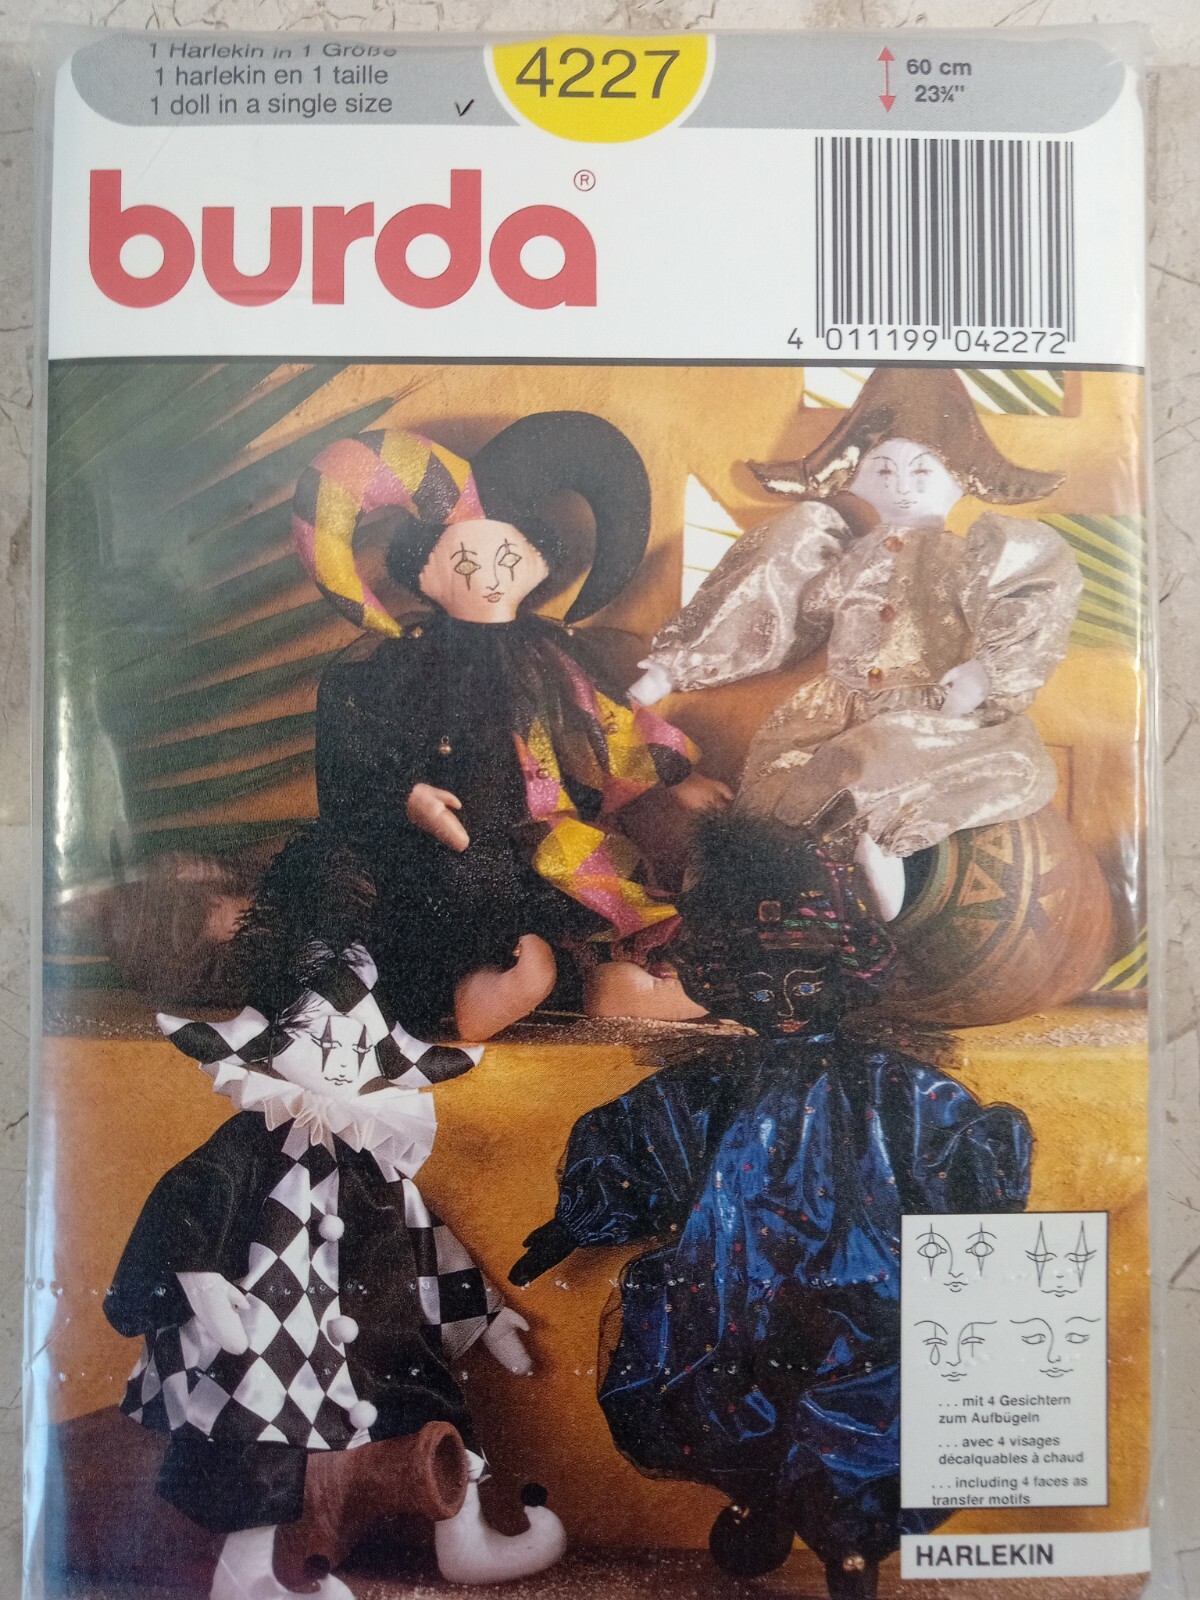 1 Harlekin in 1 Größe
1 harlekin en 1 taille
1 doll in a single size
4227
60 cm
23¾"
burda®
4 011199 042272
... mit 4 Gesichtern
zum Aufbügeln
... avec 4 visages
décalquables à chaud
... including 4 faces as
transfer motifs
HARLEKIN